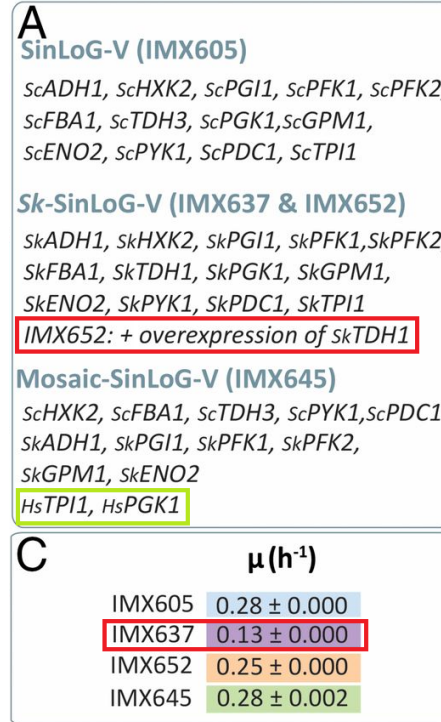 A
SinLoG-V (IMX605)
ScADH1, ScHXK2, ScPGI1, ScPFK1, ScPFK2,
ScFBA1, ScTDH3, ScPGK1,ScGPM1,
ScENO2, ScPYK1, ScPDC1, ScTPI1
Sk-SinLoG-V (IMX637 & IMX652)
SkADH1, SkHXK2, SkPGI1, SkPFK1,SkPFK2
SkFBA1, SkTDH1, SkPGK1, SkGPM1,
SkENO2, SkPYK1, SkPDC1, SkTPI1
IMX652: + overexpression of SkTDH1
Mosaic-SinLoG-V (IMX645)
ScHXK2, ScFBA1, ScTDH3, ScPYK1,ScPDC1
SkADH1, SkPGI1, SkPFK1, SkPFK2,
SkGPM1, SkENO2
HsTPI1, HsPGK1
C
μ (h⁻¹)
IMX605 0.28 ± 0.000
IMX637 0.13 ± 0.000
IMX652 0.25 ± 0.000
IMX645 0.28 ± 0.002